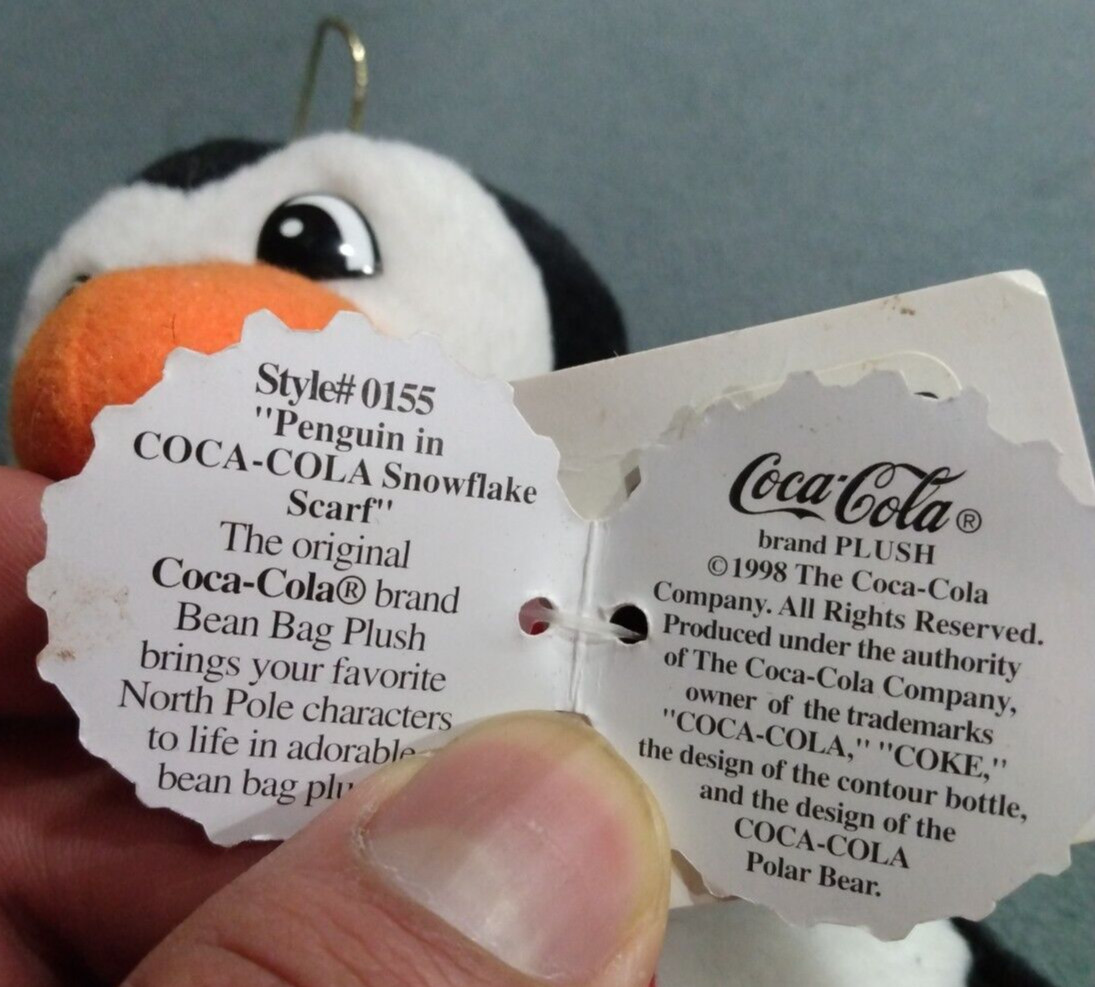 Style# 0155
"Penguin in
COCA-COLA Snowflake
Scarf"
The original
Coca-Cola® brand
Bean Bag Plush
brings your favorite
North Pole characters
to life in adorable
bean bag
Coca-Cola®
brand PLUSH
©1998 The Coca-Cola
Company. All Rights Reserved.
Produced under the authority
of The Coca-Cola Company,
owner of the trademarks
"COCA-COLA," "COKE,"
the design of the contour bottle,
and the design of the
COCA-COLA
Polar Bear.